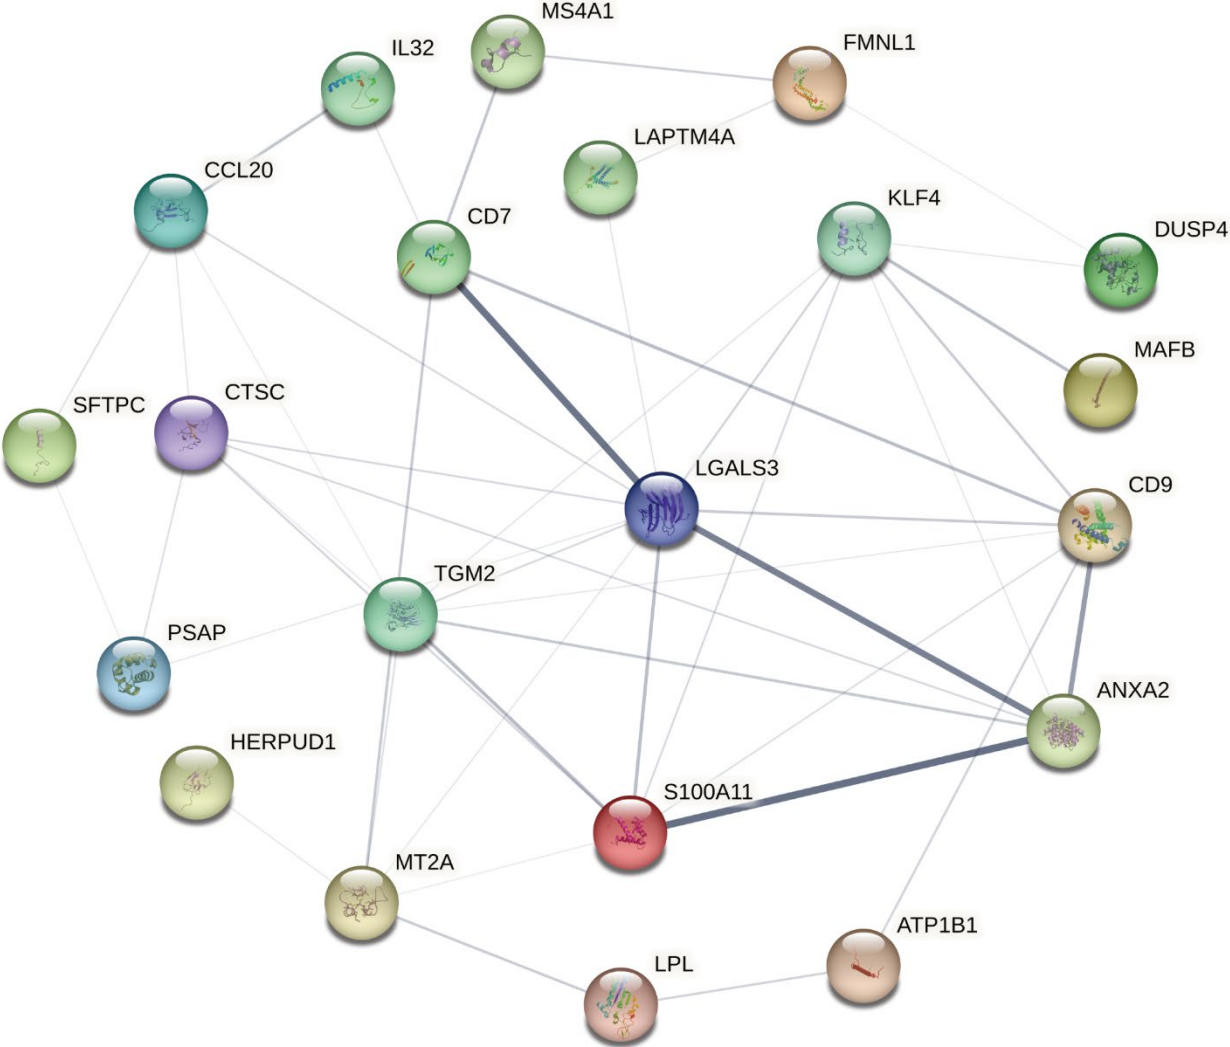 MS4A1
IL32
FMNL1
LAPTM4A
CCL20
KLF4
CD7
DUSP4
MAFB
CTSC
SFTPC
LGALS3
CD9
TGM2
PSAP
ANXA2
HERPUD1
S100A11
MT2A
ATP1B1
LPL